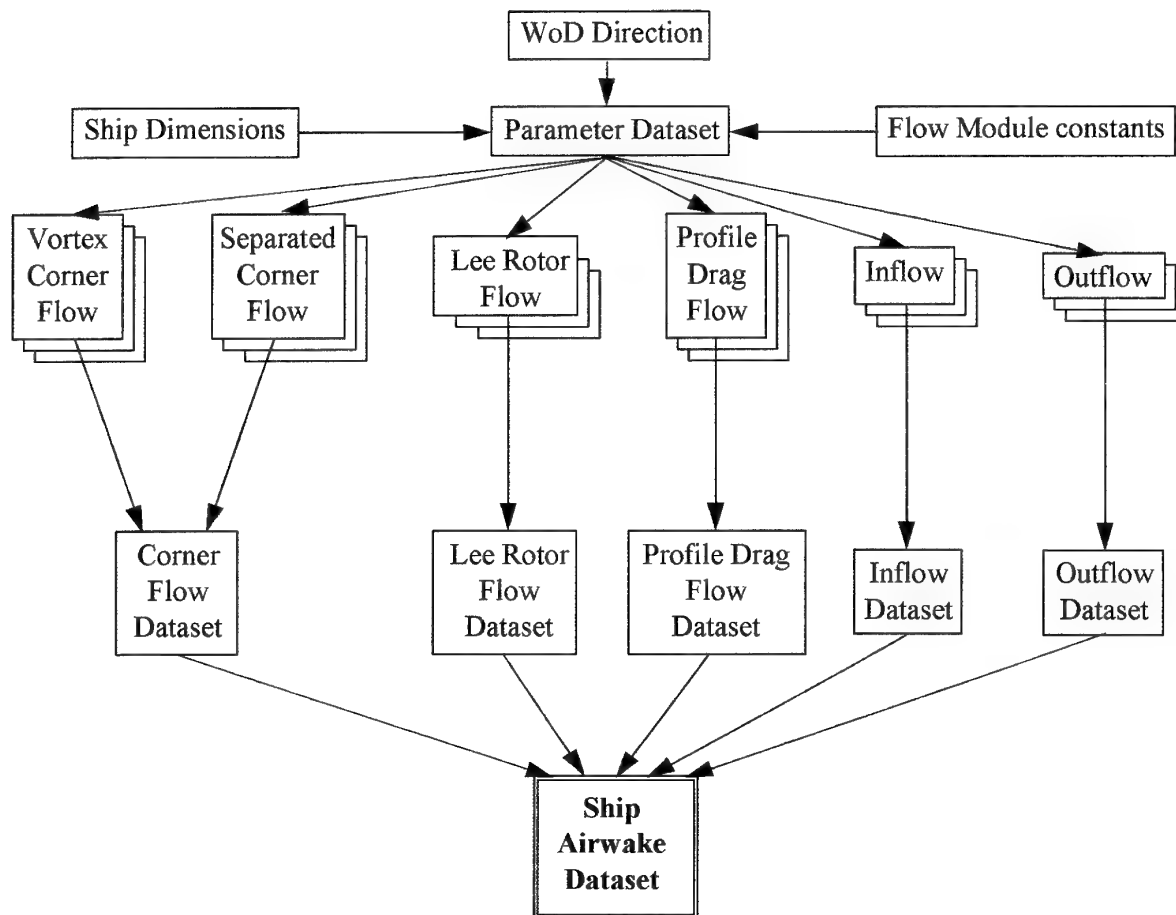 WoD Direction
Ship Dimensions
Parameter Dataset
Flow Module constants
Vortex
Corner
Flow
Separated
Corner
Flow
Lee Rotor
Flow
Profile
Drag
Flow
Inflow
Outflow
Corner
Flow
Dataset
Lee Rotor
Flow
Dataset
Profile Drag
Flow
Dataset
Inflow
Dataset
Outflow
Dataset
Ship
Airwake
Dataset